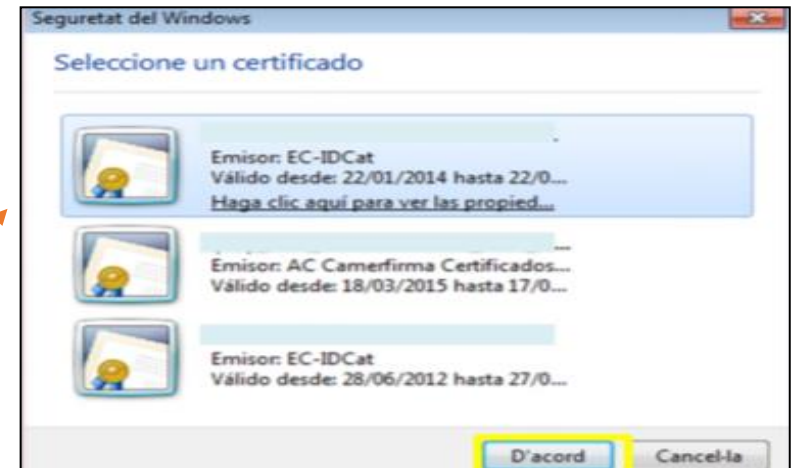 Seguretat del Windows
Seleccione un certificado
Emisor: EC-IDCat
Válido desde: 22/01/2014 hasta 22/0...
Haga clic aquí para ver las propied...
Emisor: AC Camerfirma Certificados...
Válido desde: 18/03/2015 hasta 17/0...
Emisor: EC-IDCat
Válido desde: 28/06/2012 hasta 27/0...
D'acord Cancel·la